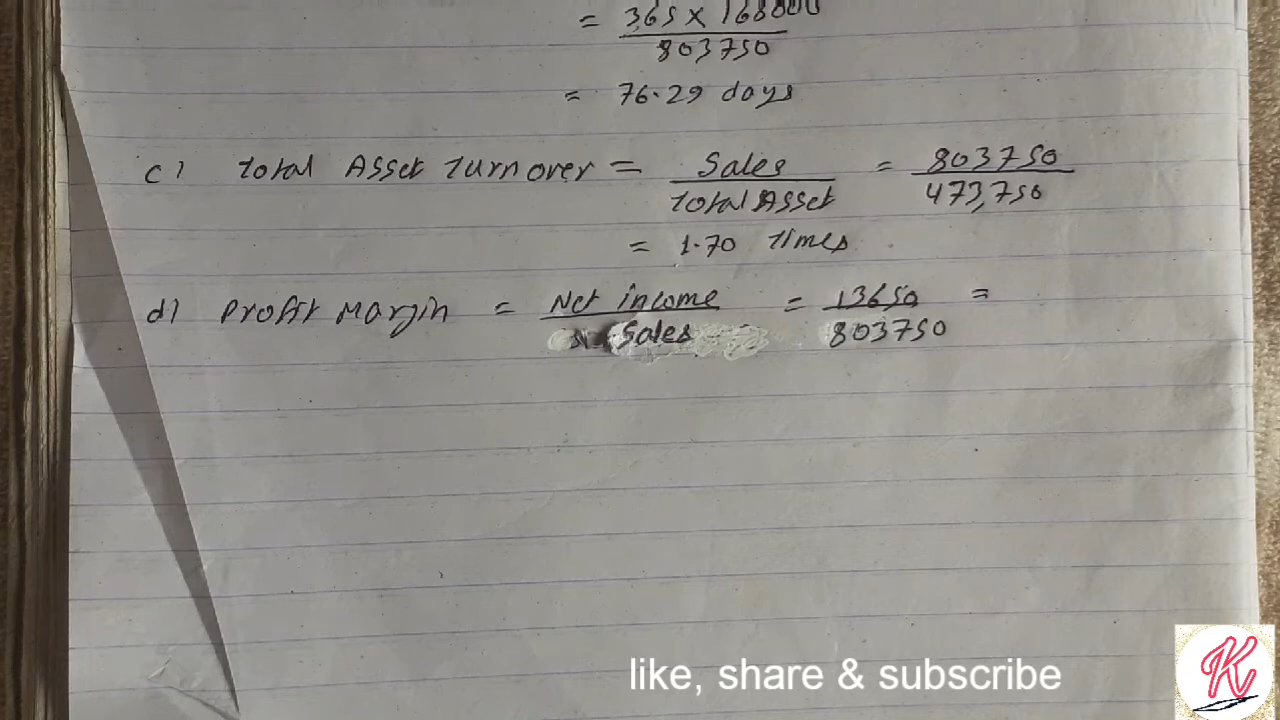 = 365 × 168000
803750
= 76.29 days
c) Total Asset Turnover = Sales = 803750
Total Asset 473,750
= 1.70 Times
d) Profit Margin = Net income = 13650 =
Sales 803750
like, share & subscribe
K